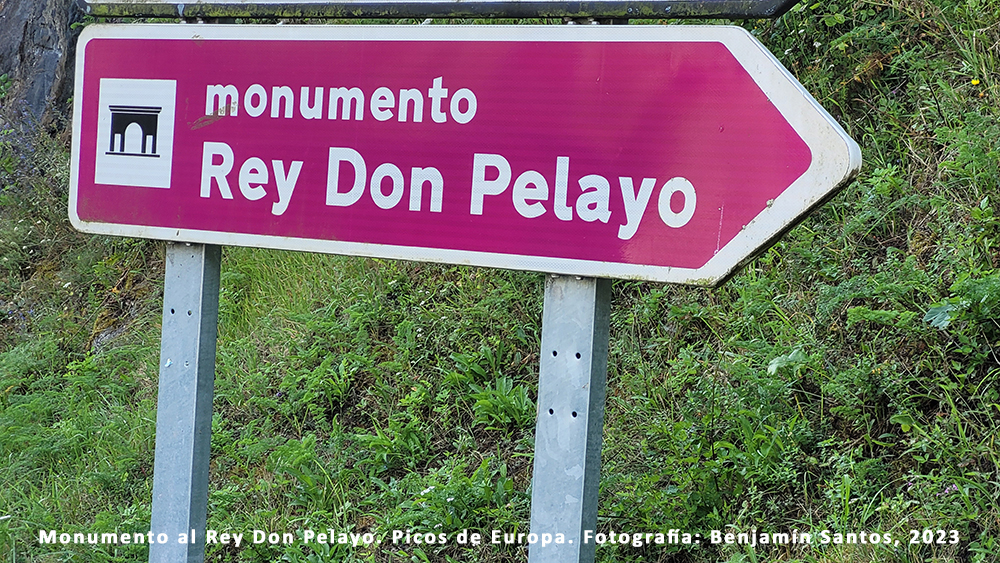 monumento
Rey Don Pelayo
Monumento al Rey Don Pelayo. Picos de Europa. Fotografía: Benjamín Santos, 2023